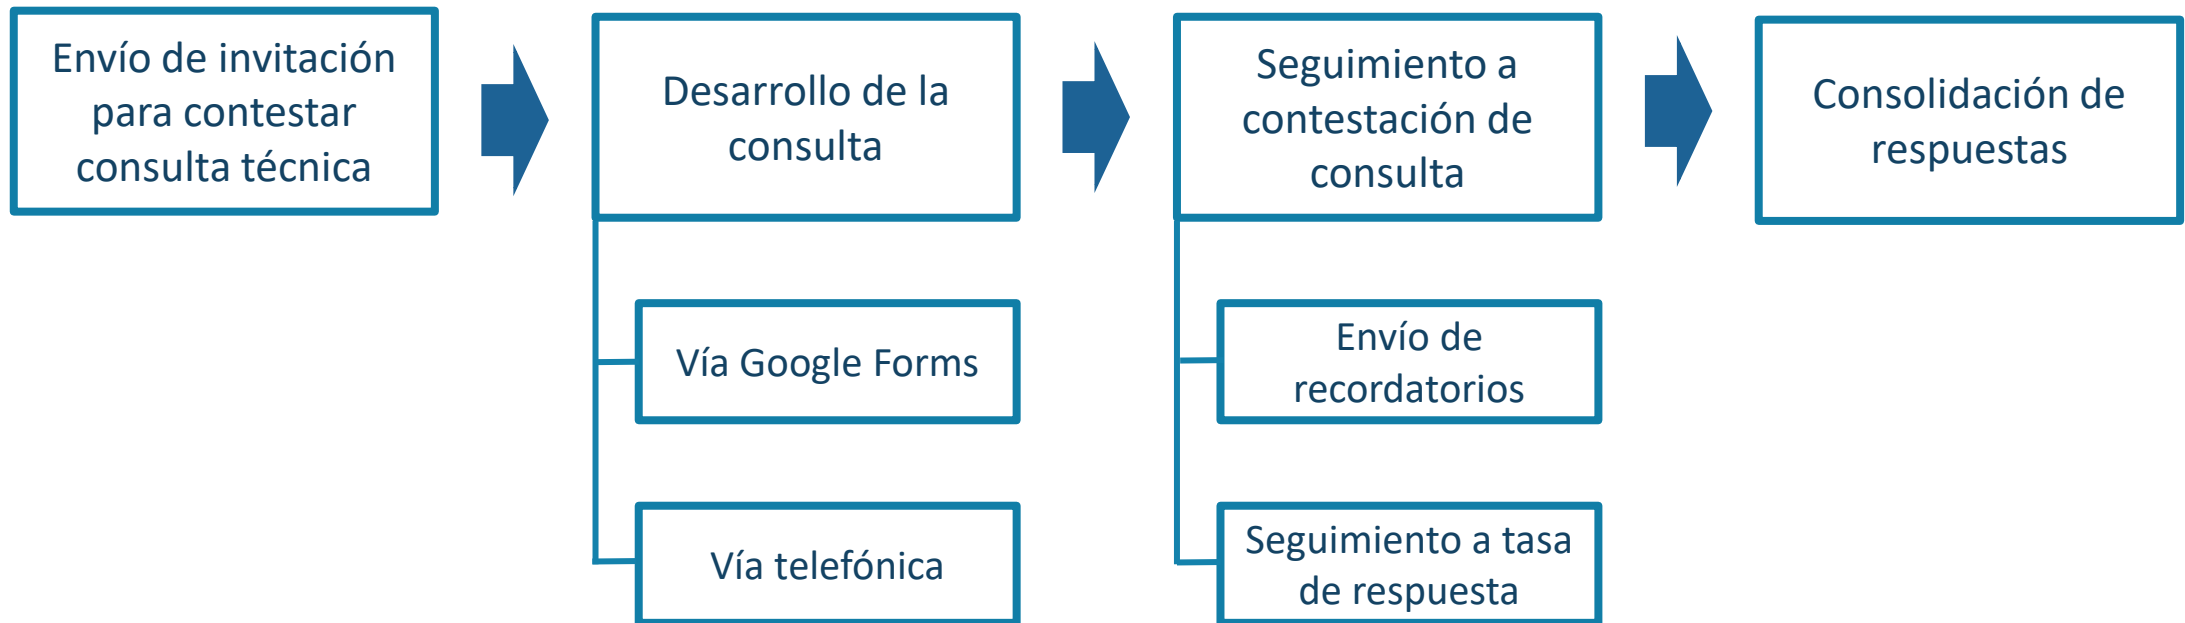 Envío de invitación
para contestar
consulta técnica
Desarrollo de la
consulta
Vía Google Forms
Vía telefónica
Seguimiento a
contestación de
consulta
Envío de
recordatorios
Seguimiento a tasa
de respuesta
Consolidación de
respuestas